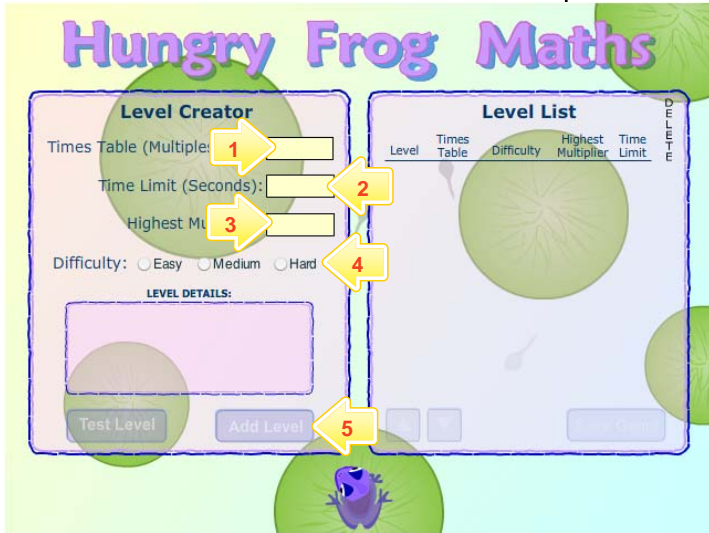 Hungry Frog Maths
Level Creator
Times Table (Multiples
1
Time Limit (Seconds):
2
Highest Mu
3
Difficulty: Easy Medium Hard
4
LEVEL DETAILS:
Test Level Add Level
5
Level List
DELETE
Level Times Table Difficulty Highest Multiplier Time Limit